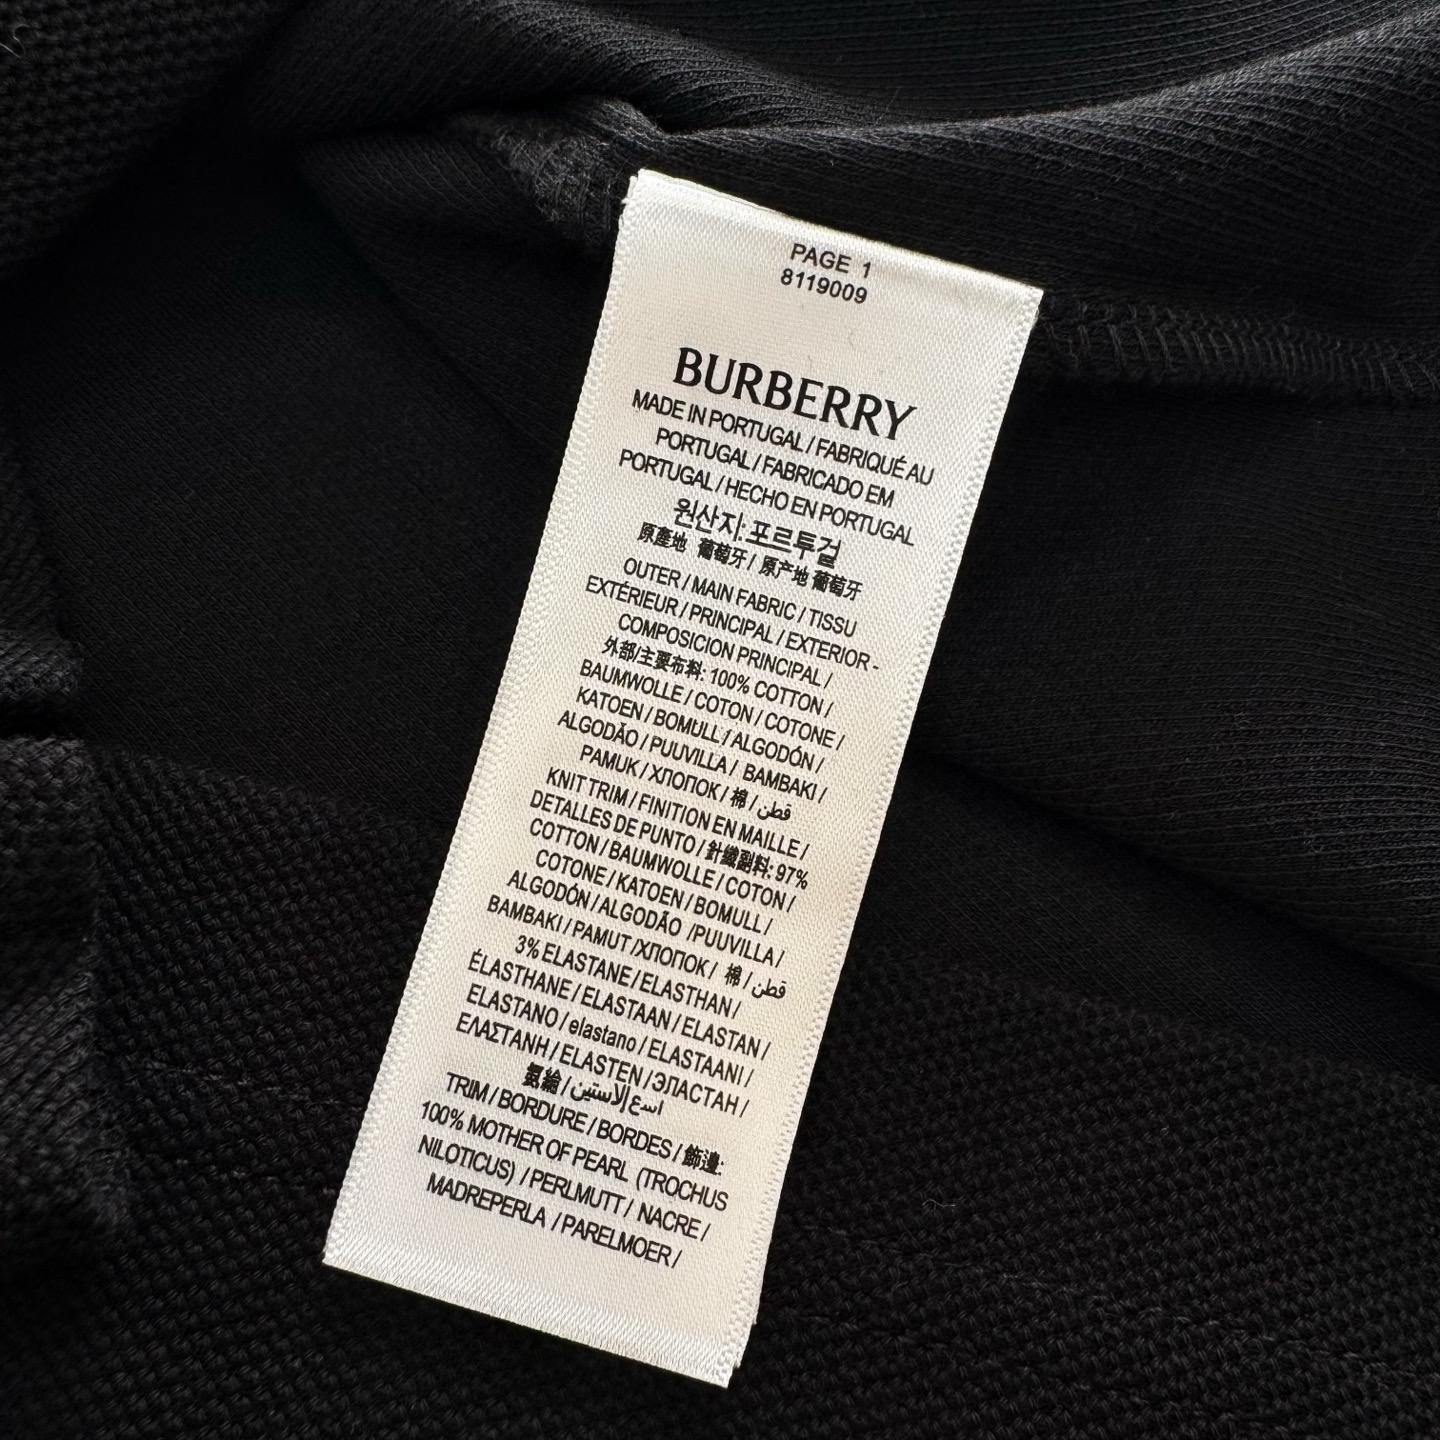 PAGE 1
8119009
BURBERRY
MADE IN PORTUGAL / FABRIQUÉ AU
PORTUGAL / FABRICADO EM
PORTUGAL / HECHO EN PORTUGAL
원산지: 포르투걸
原產地 葡萄牙 / 原产地 葡萄牙
OUTER / MAIN FABRIC / TISSU
EXTÉRIEUR / PRINCIPAL / EXTERIOR -
COMPOSICION PRINCIPAL /
外部/主要布料: 100% COTTON /
BAUMWOLLE / COTON / COTONE /
KATOEN / BOMULL / ALGODÓN /
ALGODÃO / PUUVILLA / BAMBAKI /
PAMUK / ХЛОПОК / 棉 / قطن
KNIT TRIM / FINITION EN MAILLE /
DETALLES DE PUNTO / 針織副料: 97%
COTTON / BAUMWOLLE / COTON /
COTONE / KATOEN / BOMULL /
ALGODÓN / ALGODÃO /PUUVILLA /
BAMBAKI / PAMUT /ХЛОПОК / 棉 / قطن
3% ELASTANE / ELASTHAN /
ÉLASTHANE / ELASTAAN / ELASTAN /
ELASTANO / elastano / ELASTAANI /
ΕΛΑΣΤΑΝΗ / ELASTEN / ЭЛАСТАН /
氨綸 /
TRIM / BORDURE / BORDES / 飾邊:
100% MOTHER OF PEARL (TROCHUS
NILOTICUS) / PERLMUTT / NACRE /
MADREPERLA / PARELMOER /